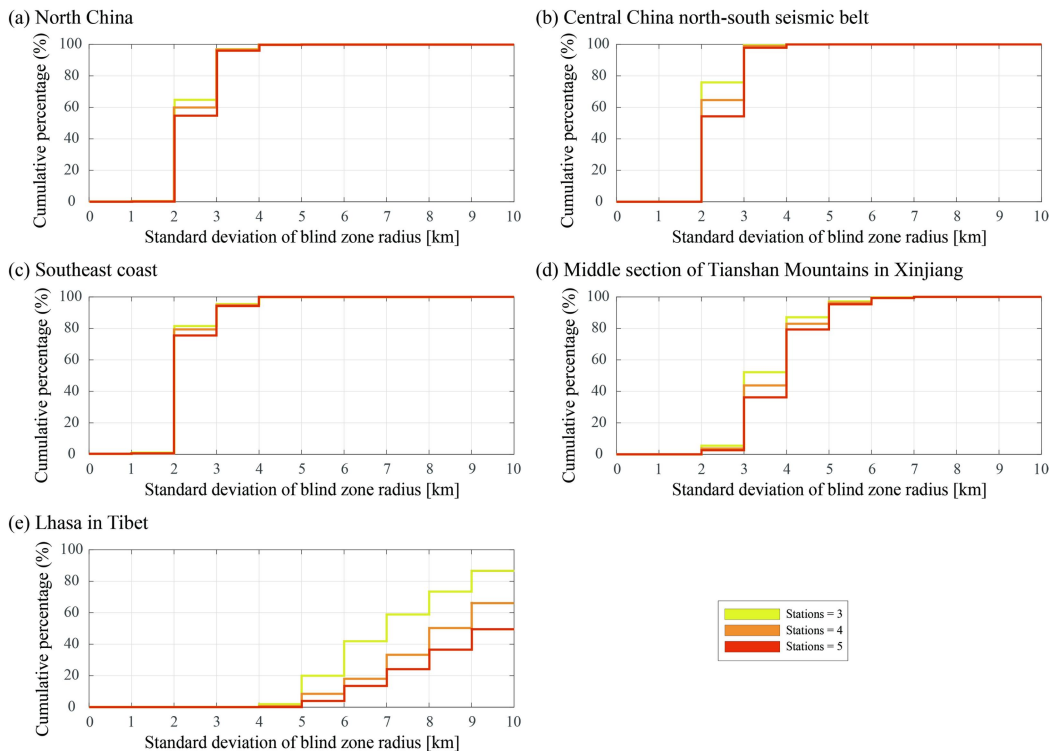 (a) North China
Cumulative percentage (%)
100
80
60
40
20
0
0 1 2 3 4 5 6 7 8 9 10
Standard deviation of blind zone radius [km]
(b) Central China north-south seismic belt
Cumulative percentage (%)
100
80
60
40
20
0
0 1 2 3 4 5 6 7 8 9 10
Standard deviation of blind zone radius [km]
(c) Southeast coast
Cumulative percentage (%)
100
80
60
40
20
0
0 1 2 3 4 5 6 7 8 9 10
Standard deviation of blind zone radius [km]
(d) Middle section of Tianshan Mountains in Xinjiang
Cumulative percentage (%)
100
80
60
40
20
0
0 1 2 3 4 5 6 7 8 9 10
Standard deviation of blind zone radius [km]
(e) Lhasa in Tibet
Cumulative percentage (%)
100
80
60
40
20
0
0 1 2 3 4 5 6 7 8 9 10
Standard deviation of blind zone radius [km]
Stations = 3
Stations = 4
Stations = 5